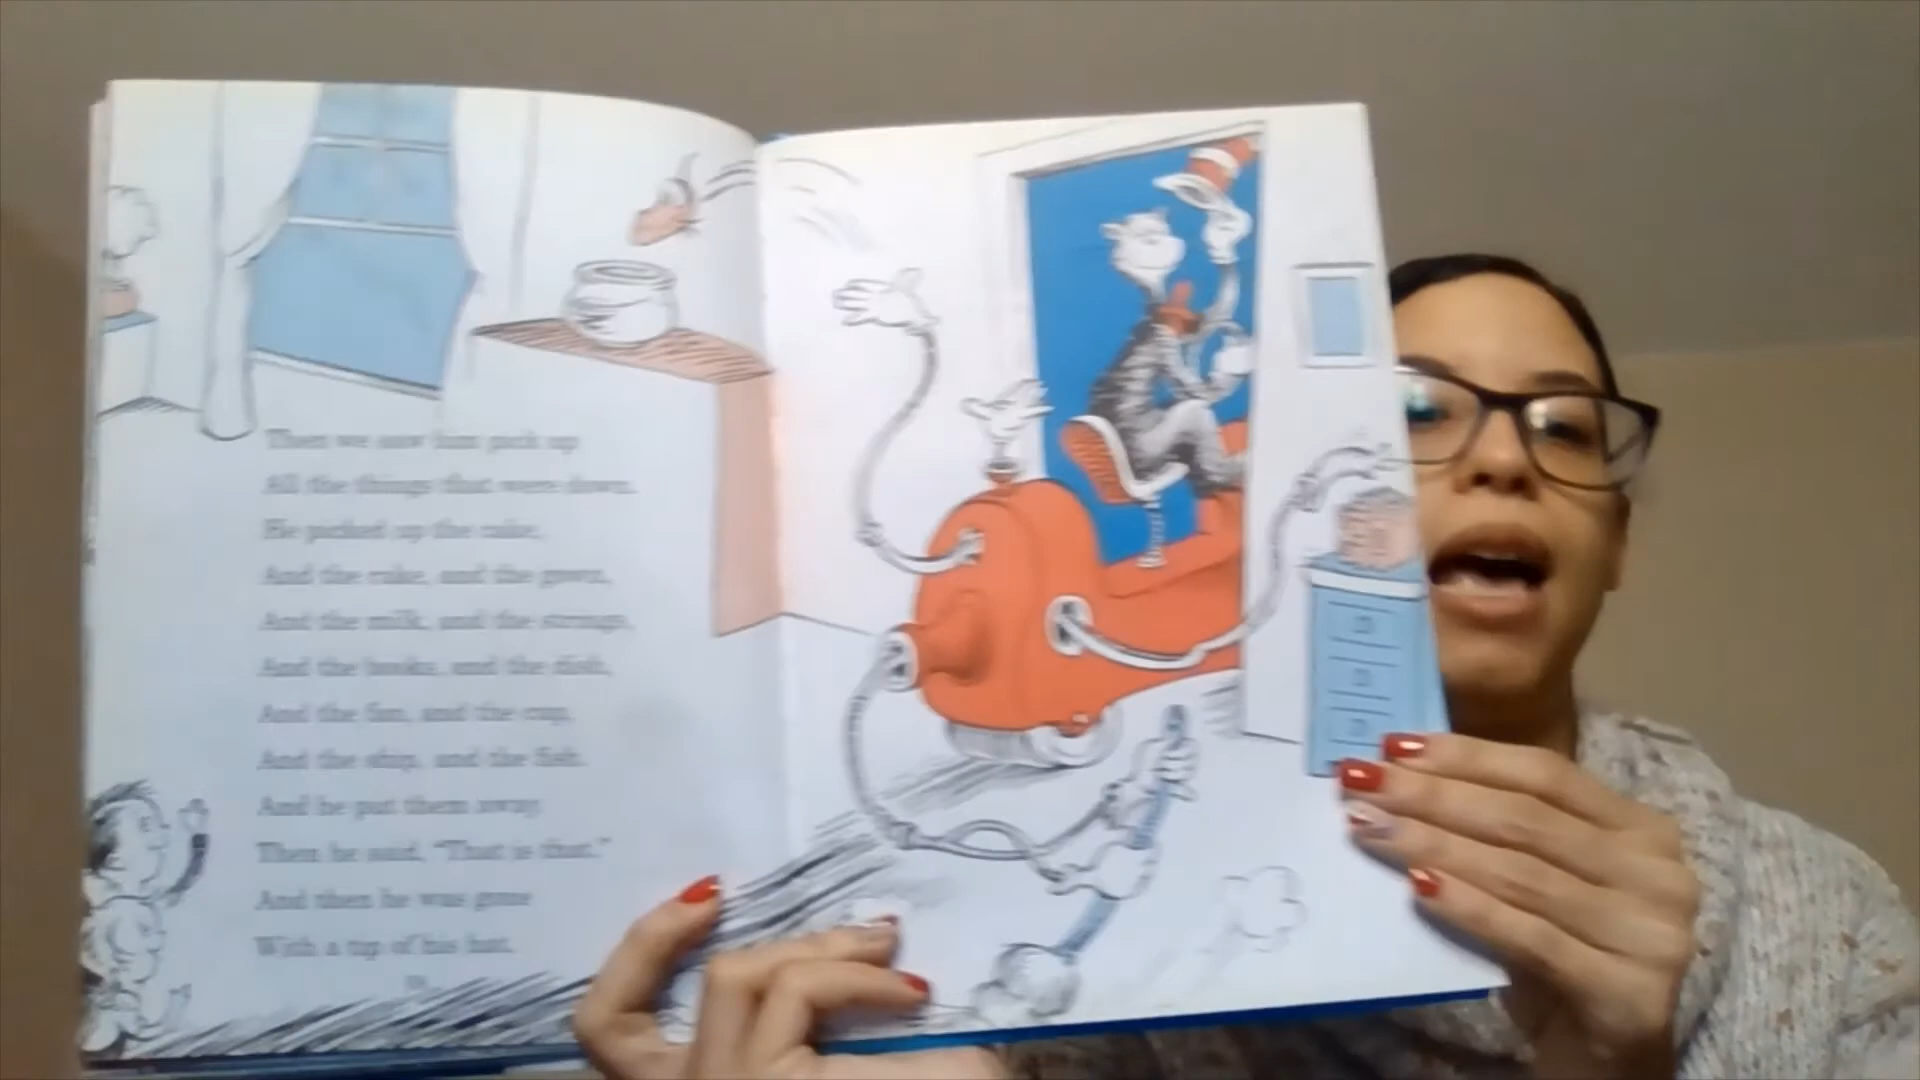 Then we saw him pick up
All the things that were down.
He picked up the cake,
And the rake, and the gown,
And the milk, and the strings,
And the books, and the dish,
And the fan, and the cup,
And the ship, and the fish.
And he put them away.
Then he said, "That is that."
And then he was gone
With a tip of his hat.